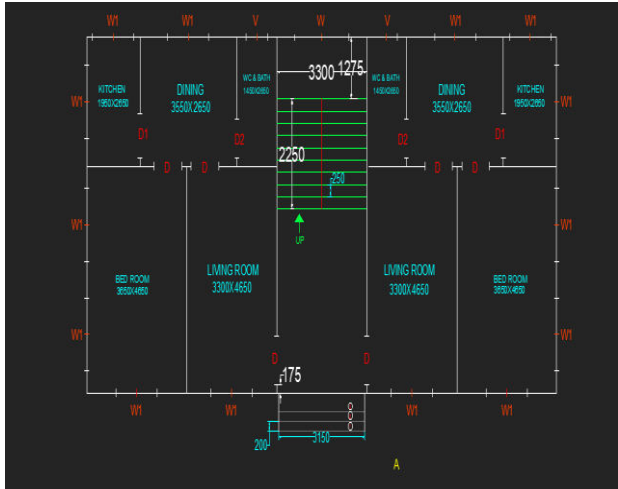 W1 W1 V W V W1 W1
3300 1275
KITCHEN
1950X2650
DINING
3550X2650
WC & BATH
1450X2650
WC & BATH
1450X2650
DINING
3550X2650
KITCHEN
1950X2650
W1 W1
D1 D2 D2 D1
2250
D D D D
250
UP
W1 W1
BED ROOM
3650X4650
LIVING ROOM
3300X4650
LIVING ROOM
3300X4650
BED ROOM
3650X4650
W1 W1
D D
175
W1 W1 W1 W1
200
3150
A